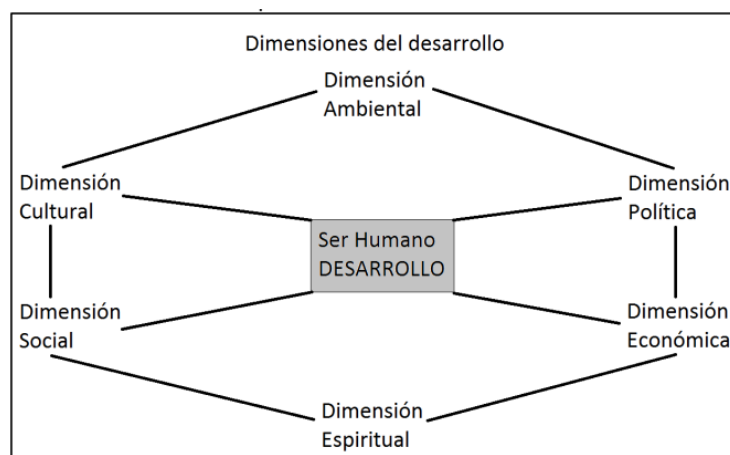 Dimensiones del desarrollo
Dimensión
Ambiental
Dimensión
Cultural
Dimensión
Política
Ser Humano
DESARROLLO
Dimensión
Social
Dimensión
Económica
Dimensión
Espiritual